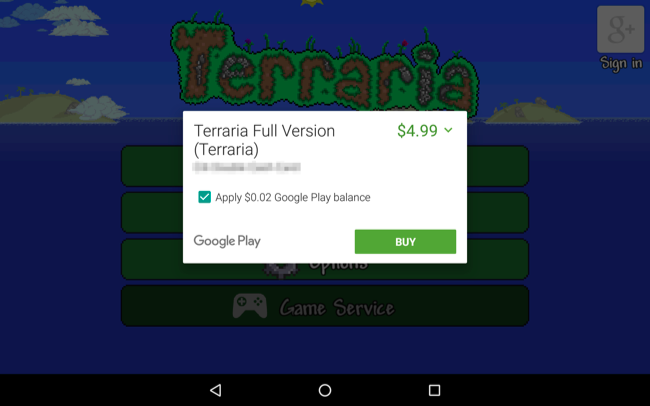 Terraria
g+
Sign in
Terraria Full Version
(Terraria)
$4.99
Apply $0.02 Google Play balance
Google Play
BUY
Options
Game Service